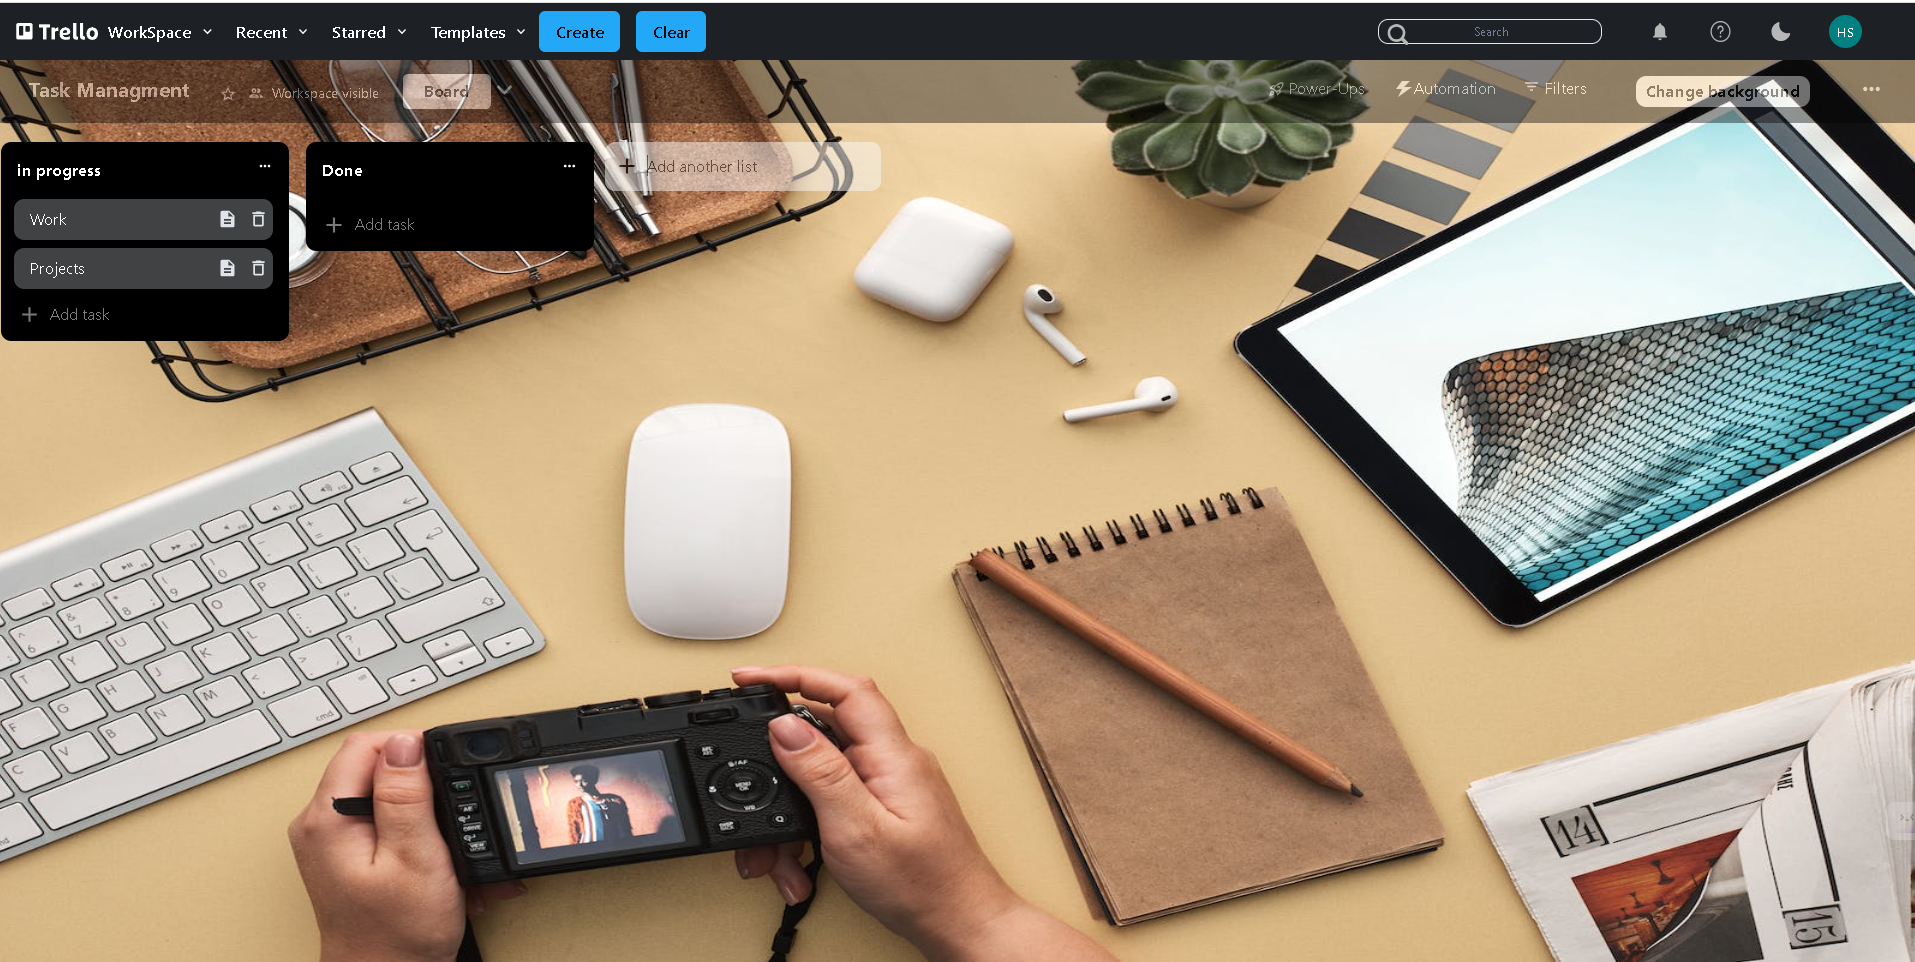 Trello WorkSpace Recent Starred Templates Create Clear Search HS
Task Managment Workspace visible Board Power-Ups Automation Filters Change background
in progress
Work
Projects
Add task
Done
Add task
Add another list
14
15